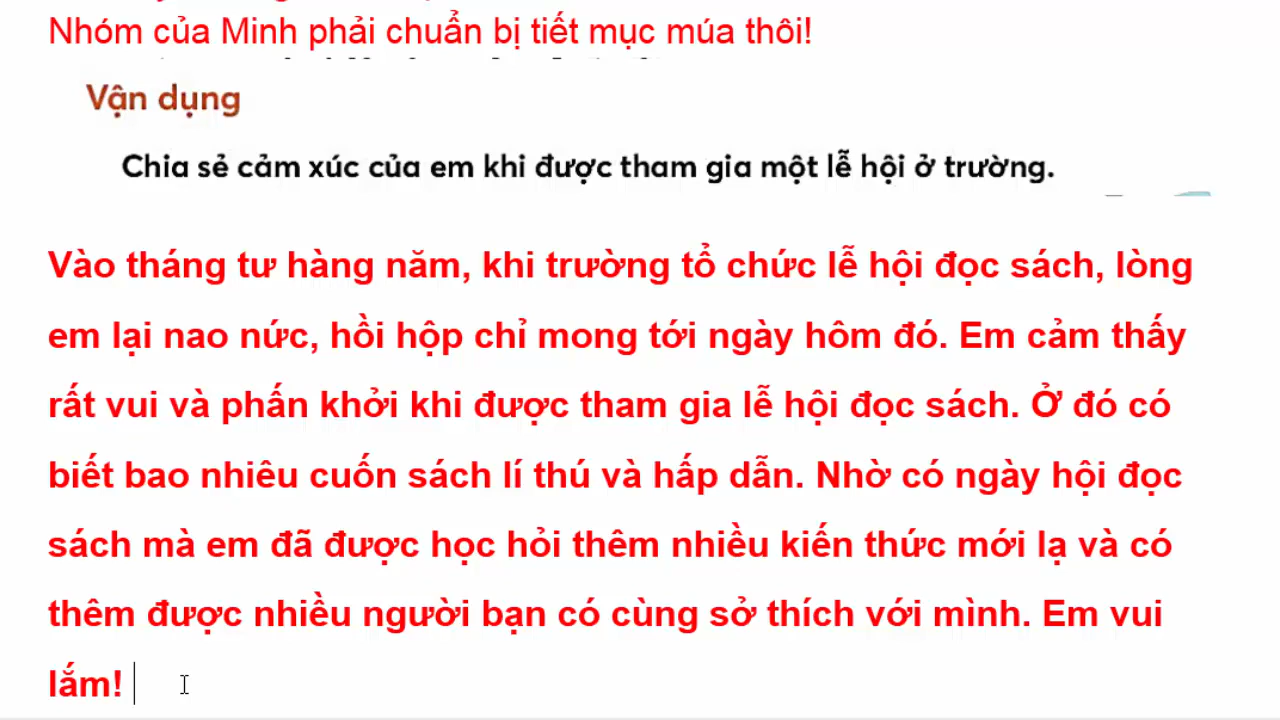 Nhóm của Minh phải chuẩn bị tiết mục múa thôi!
Vận dụng
Chia sẻ cảm xúc của em khi được tham gia một lễ hội ở trường.
Vào tháng tư hàng năm, khi trường tổ chức lễ hội đọc sách, lòng
em lại nao nức, hồi hộp chỉ mong tới ngày hôm đó. Em cảm thấy
rất vui và phấn khởi khi được tham gia lễ hội đọc sách. Ở đó có
biết bao nhiêu cuốn sách lí thú và hấp dẫn. Nhờ có ngày hội đọc
sách mà em đã được học hỏi thêm nhiều kiến thức mới lạ và có
thêm được nhiều người bạn có cùng sở thích với mình. Em vui
lắm!